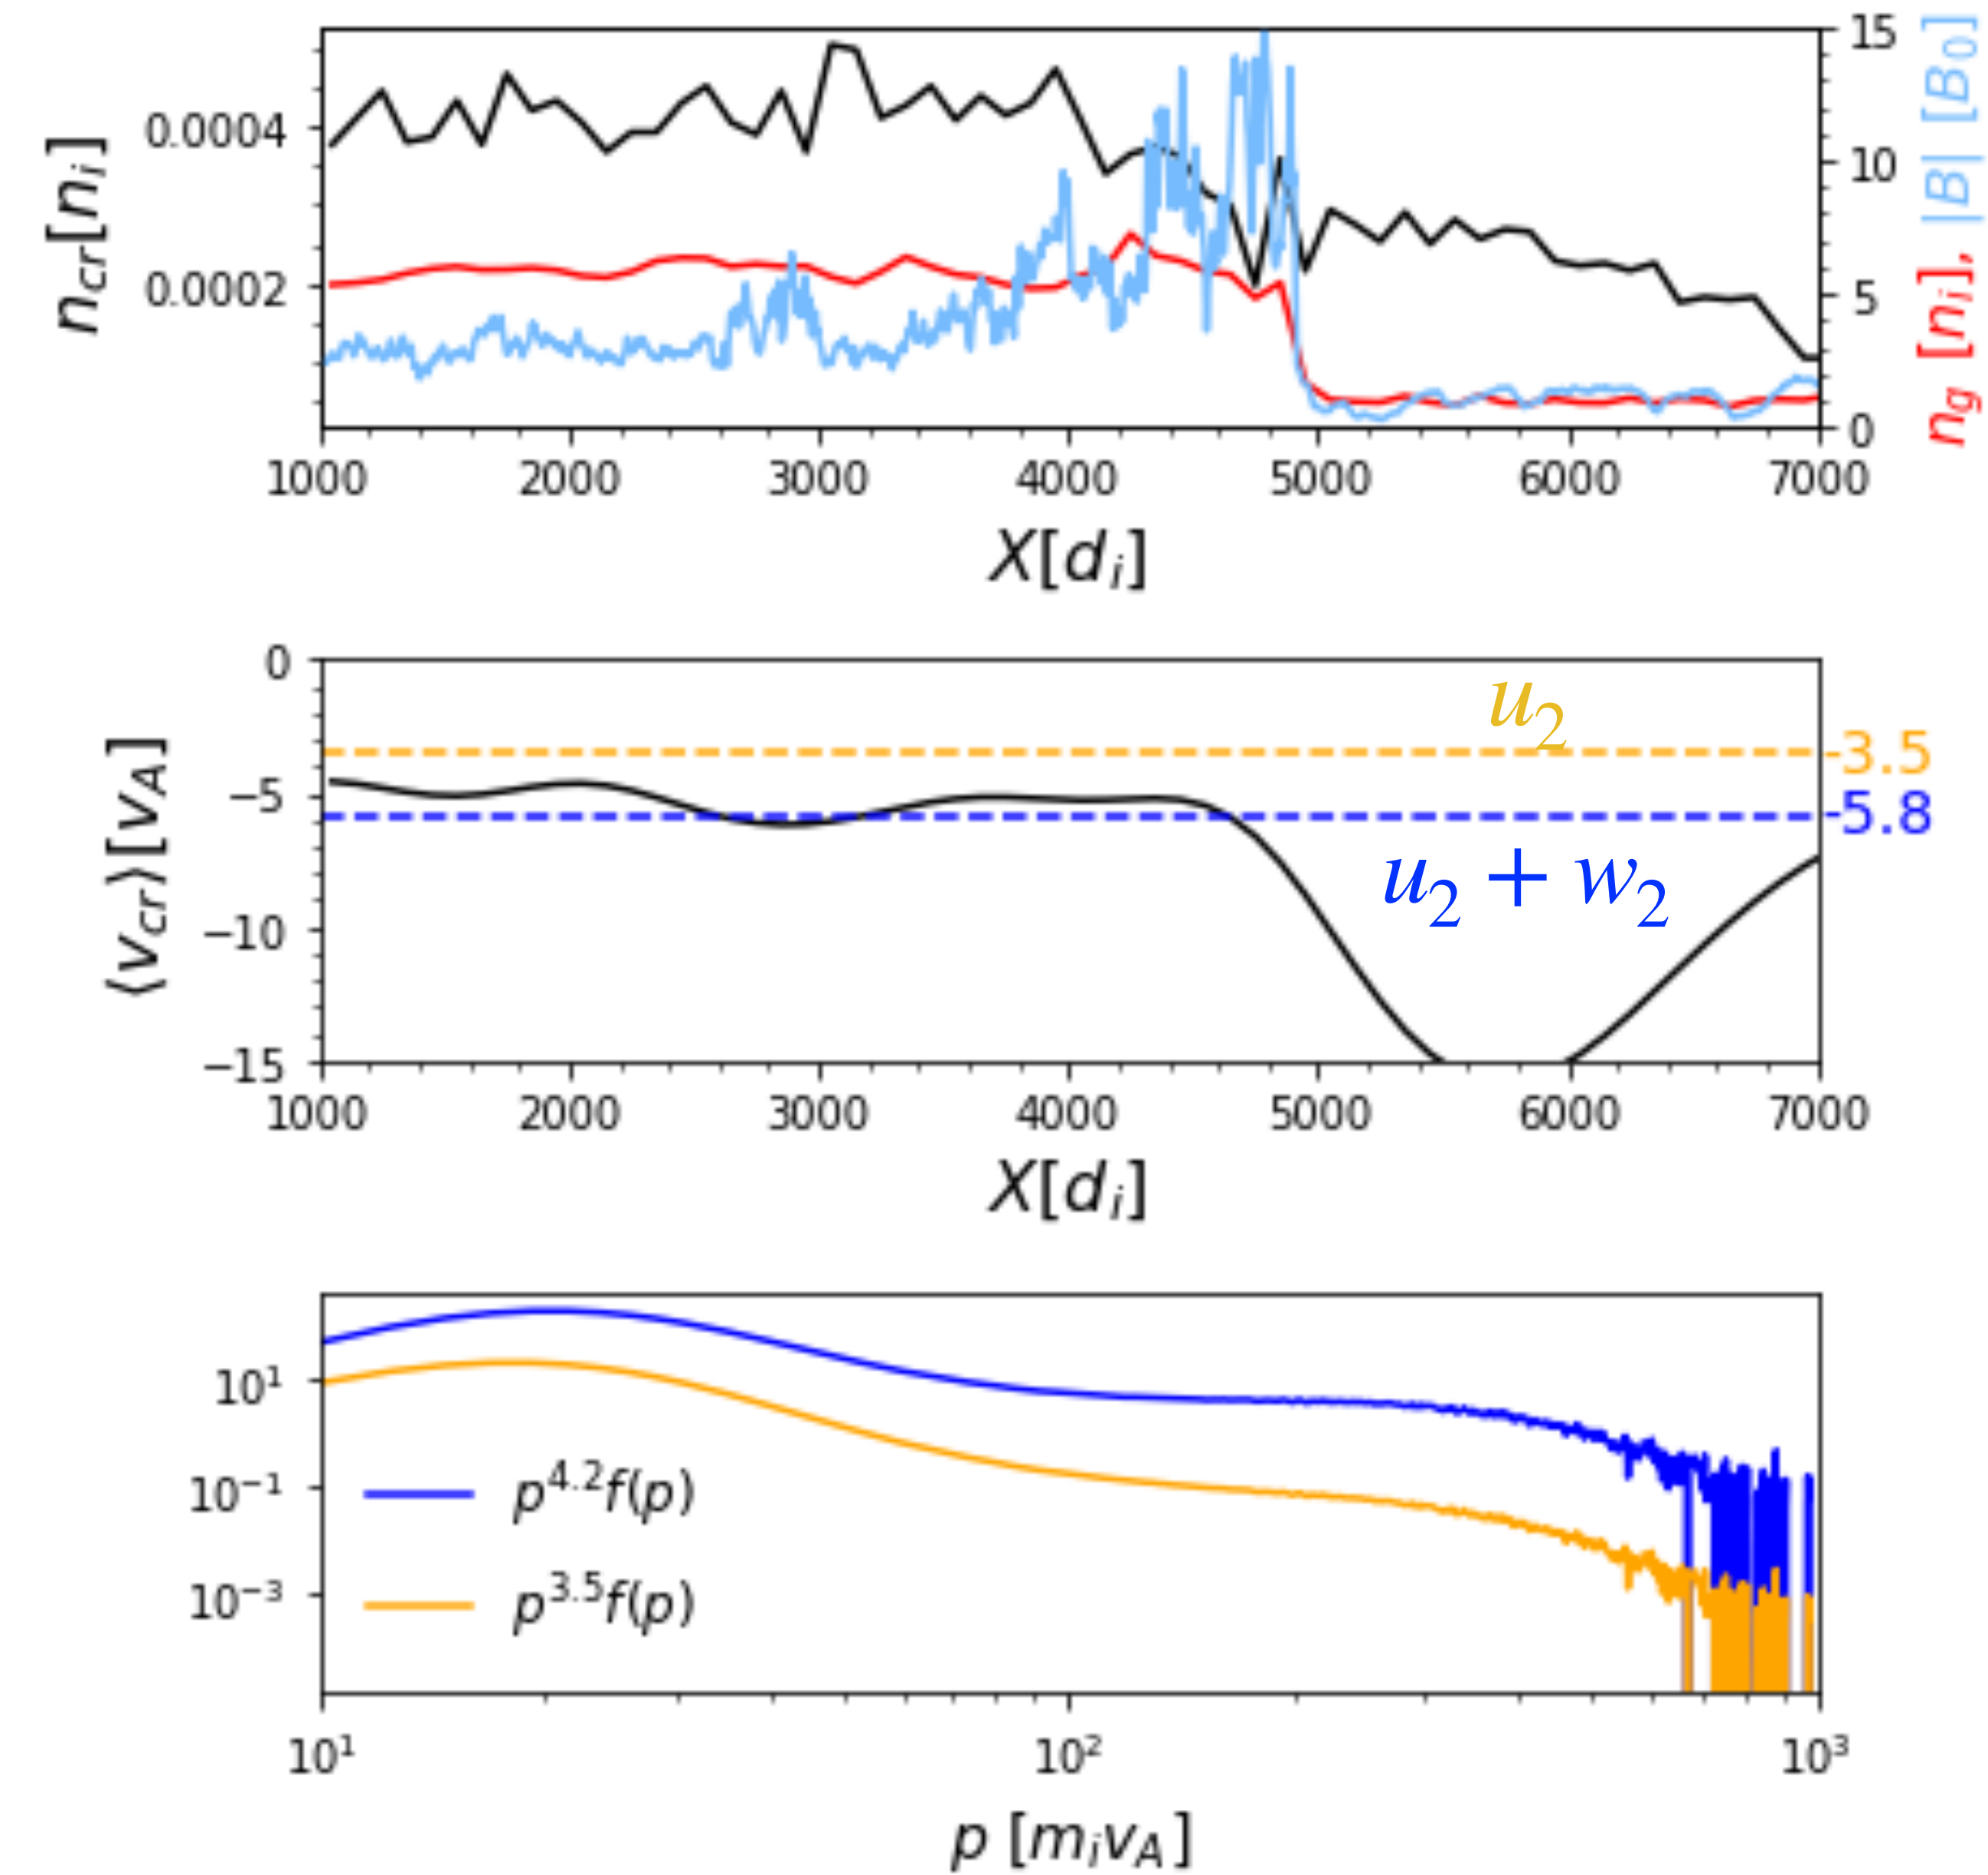 n_cr[n_i]
0.0004
0.0002
15
10
5
0
n_g [n_i], |B| [B_0]
1000 2000 3000 4000 5000 6000 7000
X[d_i]
⟨v_cr⟩[v_A]
0
−5
−10
−15
u_2
-3.5
-5.8
u_2 + w_2
1000 2000 3000 4000 5000 6000 7000
X[d_i]
10^1
10^−1
10^−3
p^4.2 f(p)
p^3.5 f(p)
10^1 10^2 10^3
p [m_i v_A]